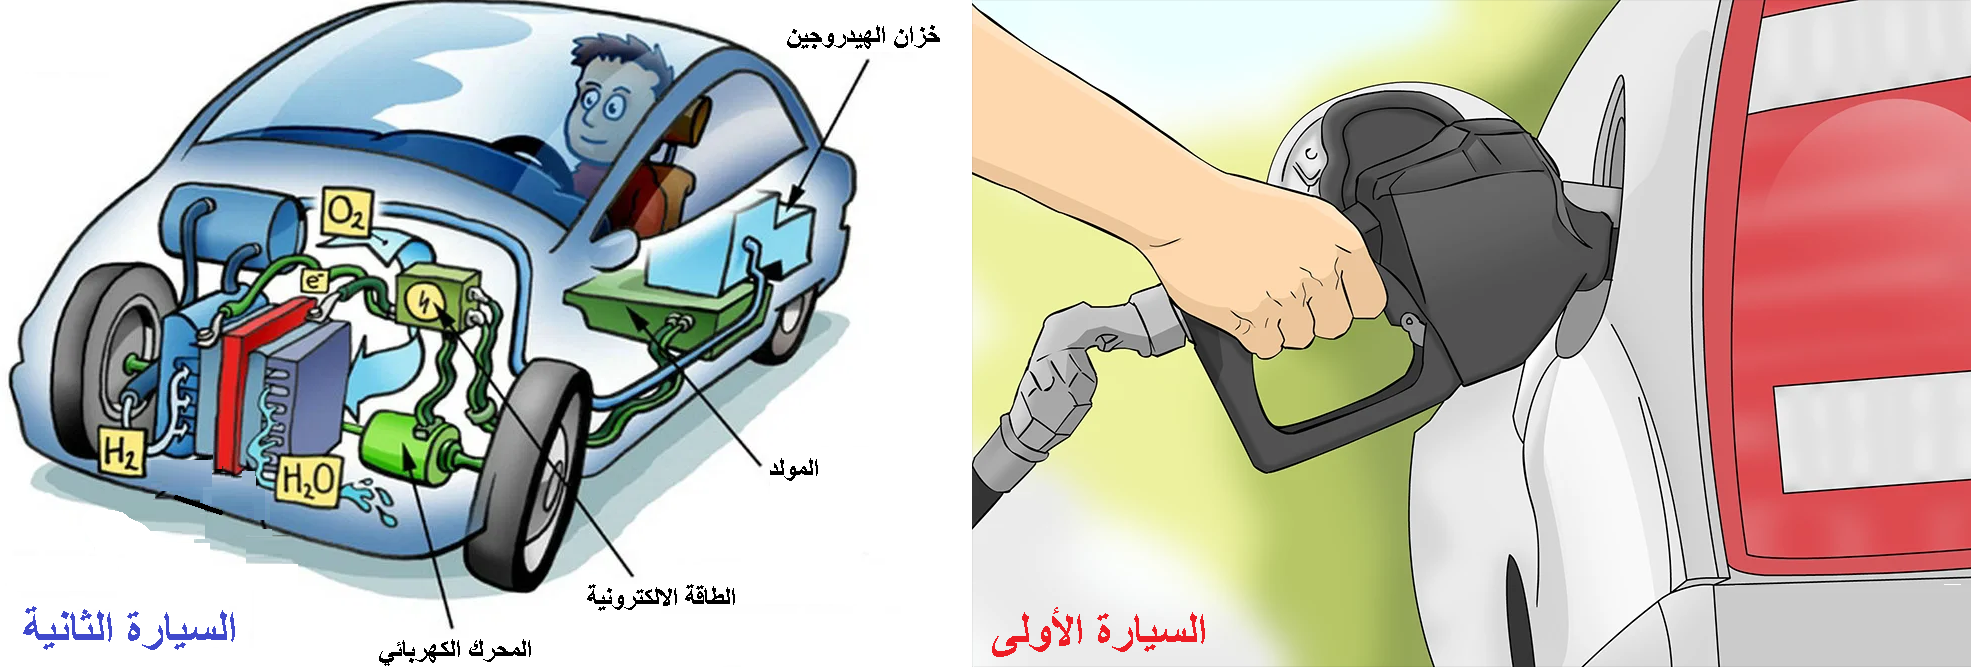 خزان الهيدروجين
O₂
e⁻
H₂
H₂O
المولد
الطاقة الالكترونية
المحرك الكهربائي
السيارة الثانية
السيارة الأولى